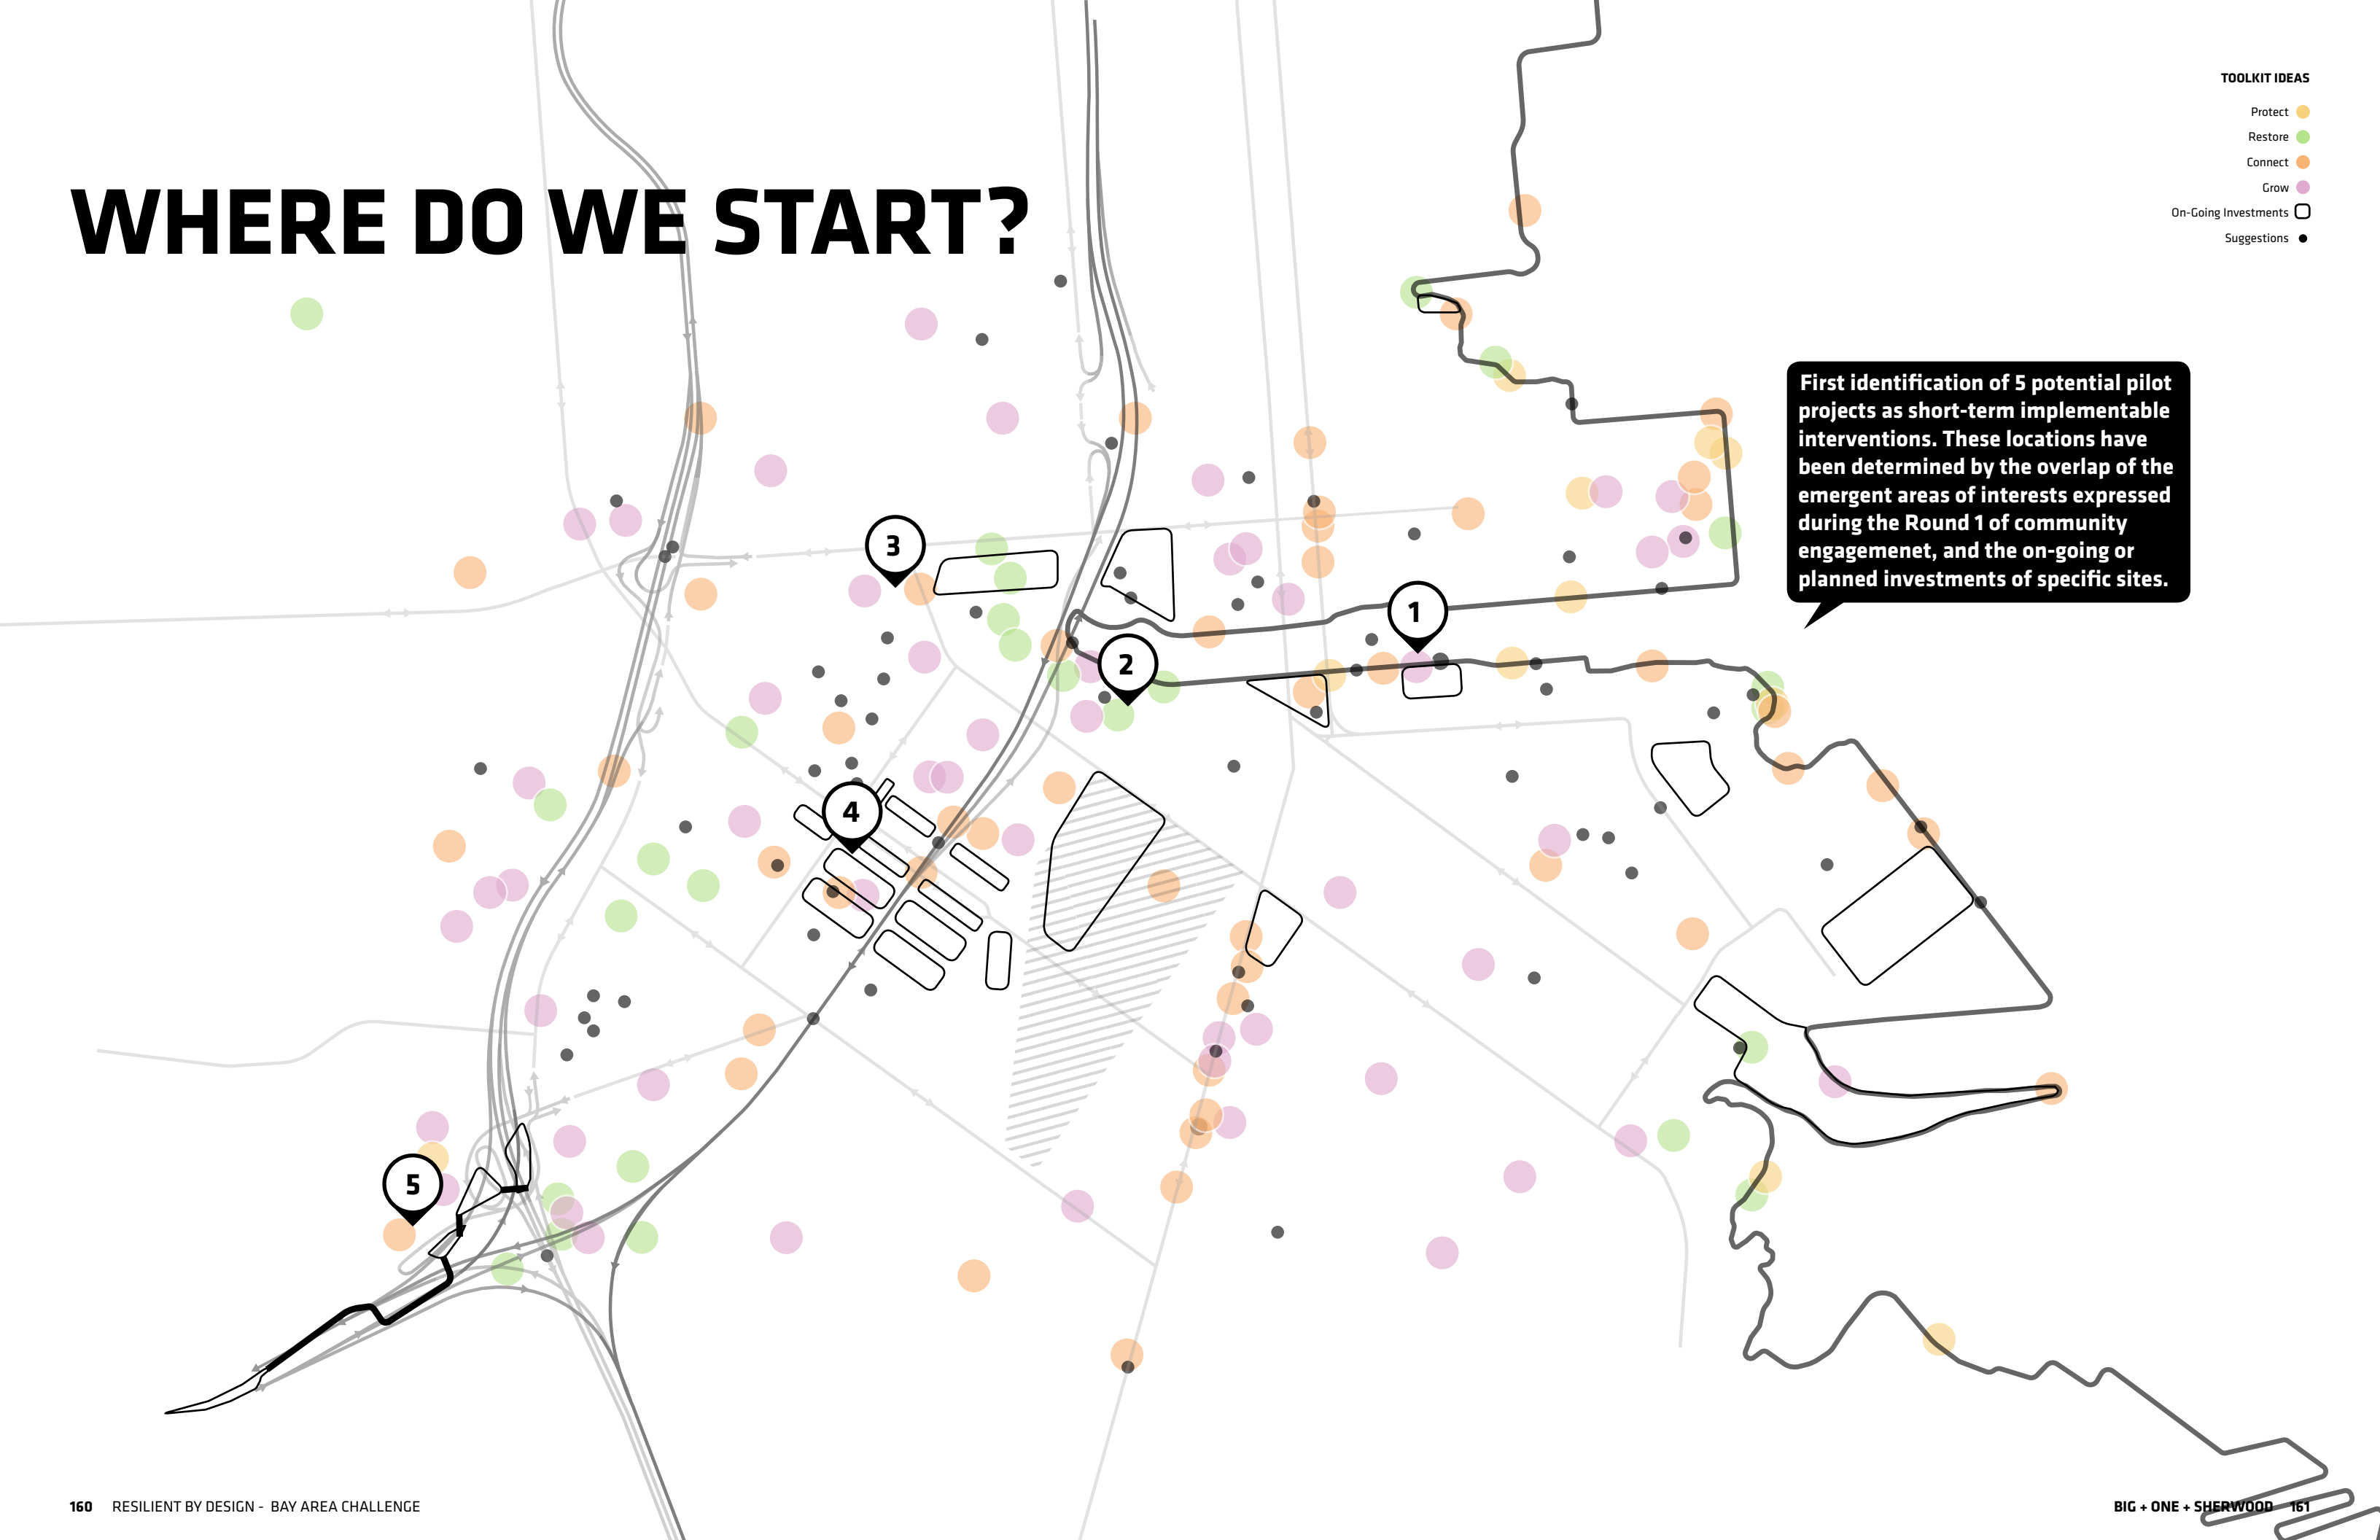 WHERE DO WE START?
TOOLKIT IDEAS
Protect
Restore
Connect
Grow
On-Going Investments
Suggestions
First identification of 5 potential pilot
projects as short-term implementable
interventions. These locations have
been determined by the overlap of the
emergent areas of interests expressed
during the Round 1 of community
engagemenet, and the on-going or
planned investments of specific sites.
3
1
2
4
5
160 RESILIENT BY DESIGN - BAY AREA CHALLENGE
BIG + ONE + SHERWOOD 161